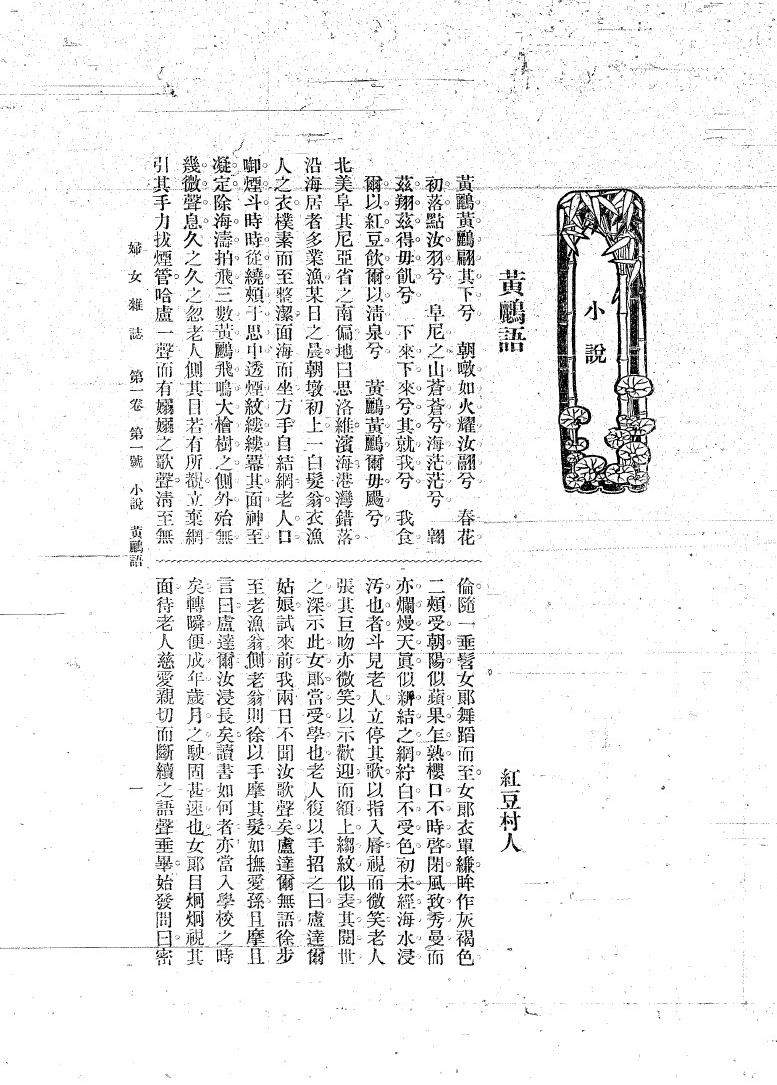 小說
黃鸝語
紅豆村人
黃鸝黃鸝翩其下兮　朝暾如火耀汝翮兮　春花
初落點汝羽兮　阜尼之山蒼蒼兮海茫茫兮　翱
茲翔茲得毋飢兮　下來下來兮其就我兮　我食
爾以紅豆飲爾以淸泉兮　黃鸝黃鸝爾毋颺兮
北美阜其尼亞省之南偏地曰思洛維濱海港灣錯落。
沿海居者多業漁某日之晨朝暾初上一白髮翁衣漁
人之衣樸素而至整潔面海而坐方手自結網老人口
啣煙斗時時從繞頰于思中透煙紋縷縷羃其面神至
凝定除海濤拍飛三數黃鸝飛鳴大檜樹之側外殆無
幾微聲息久之久之忽老人側其目若有所覩立棄網
引其手力拔煙管哈盧一聲而有嫋嫋之歌聲淸至無
倫隨一垂髫女郞舞蹈而至女郞衣單縑眸作灰褐色
二頰受朝陽似蘋果乍熟櫻口不時啓閉風致秀曼而
亦爛熳天眞似新結之網紵白不受色初未經海水浸
汚也者斗見老人立停其歌以指入脣視而微笑老人
張其巨吻亦微笑以示歡迎而額上縐紋似表其閱世
之深示此女郞當受學也老人復以手招之曰盧達爾
姑娘試來前我兩日不聞汝歌聲矣盧達爾無語徐步
至老漁翁側老翁則徐以手摩其髮如撫愛孫且摩且
言曰盧達爾汝浸長矣讀書如何者亦當入學校之時
矣轉瞬便成年歲月之駛固甚速也女郞目炯炯視其
面待老人慈愛親切而斷續之語聲垂畢始發問曰密
婦女雜誌　第一卷　第一號　小說　黃鸝語　一